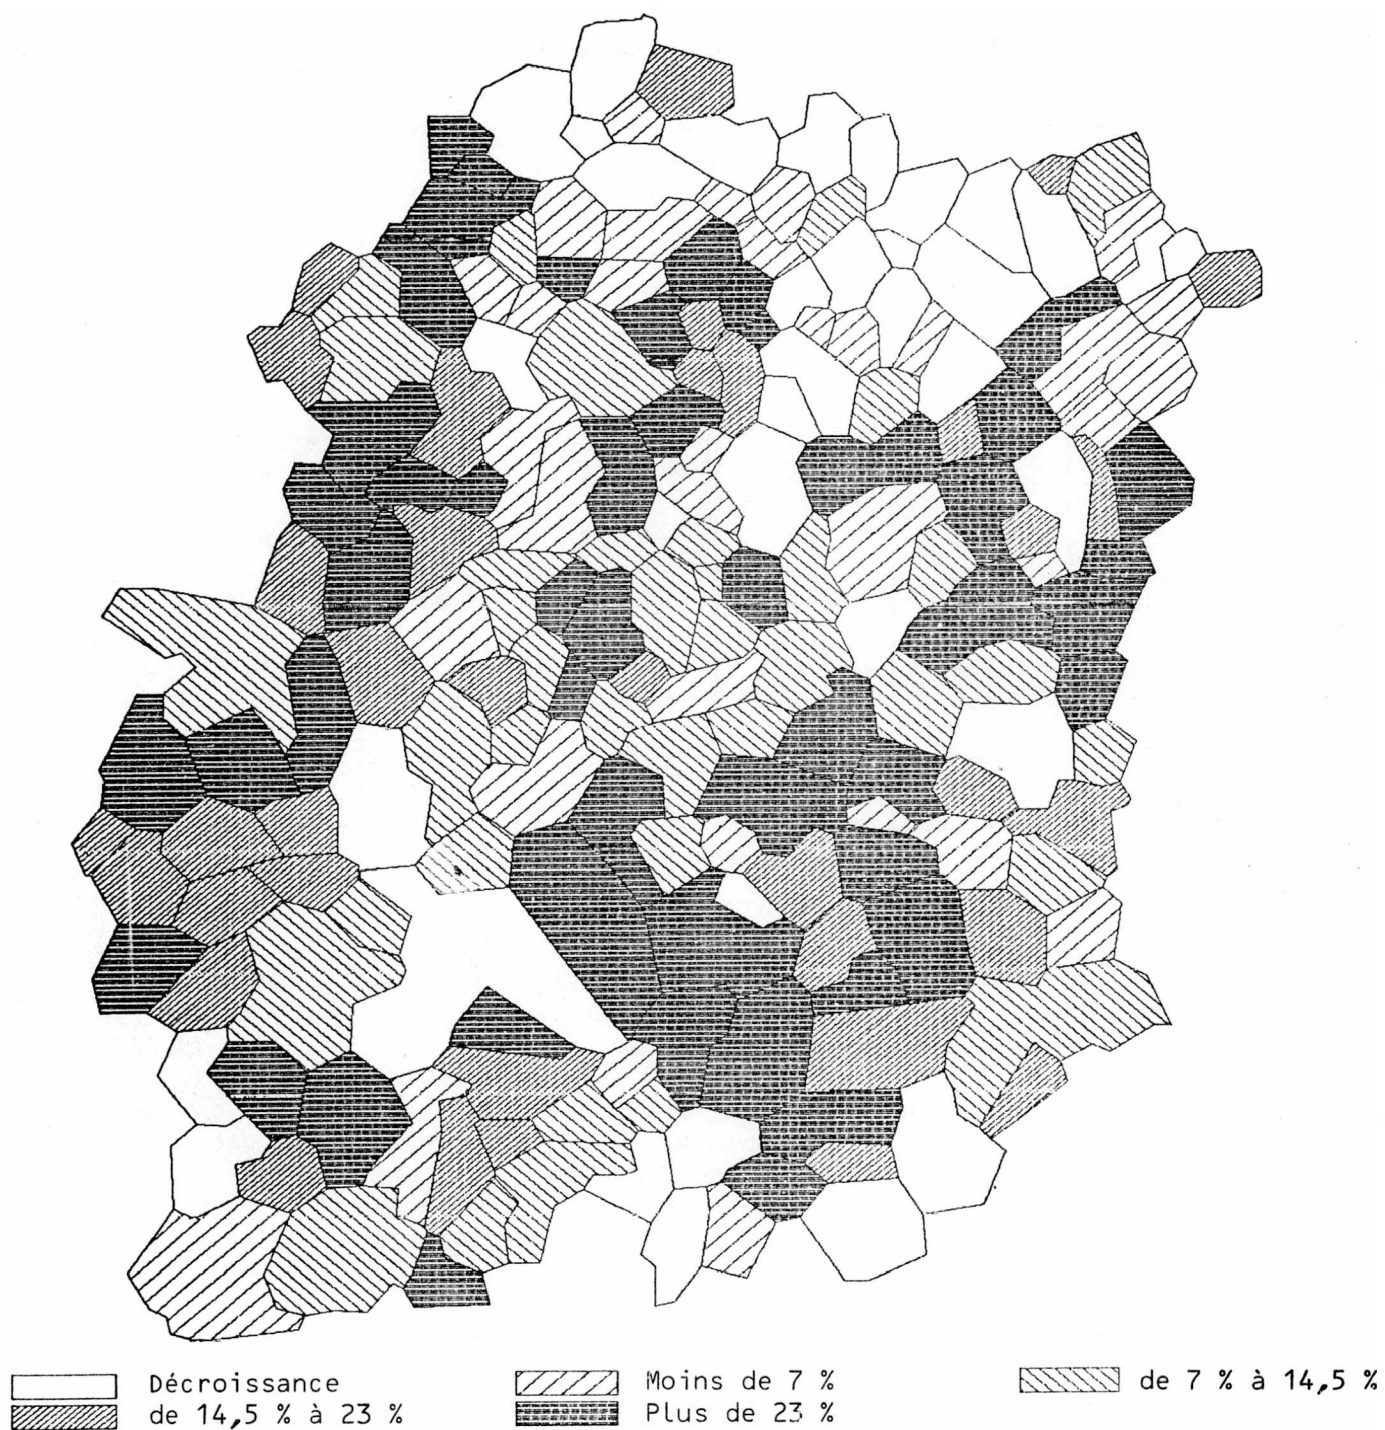 Décroissance Moins de 7 % de 7 % à 14,5 %
de 14,5 % à 23 % Plus de 23 %